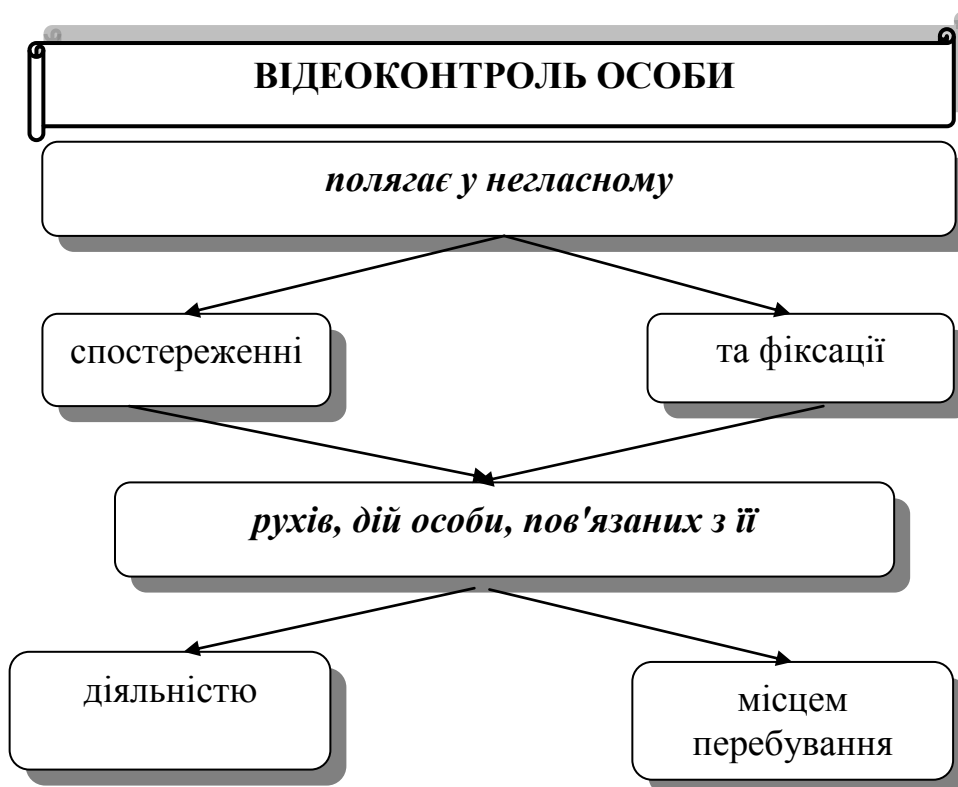 ВІДЕОКОНТРОЛЬ ОСОБИ
полягає у негласному
спостереженні
та фіксації
рухів, дій особи, пов'язаних з її
діяльністю
місцем
перебування